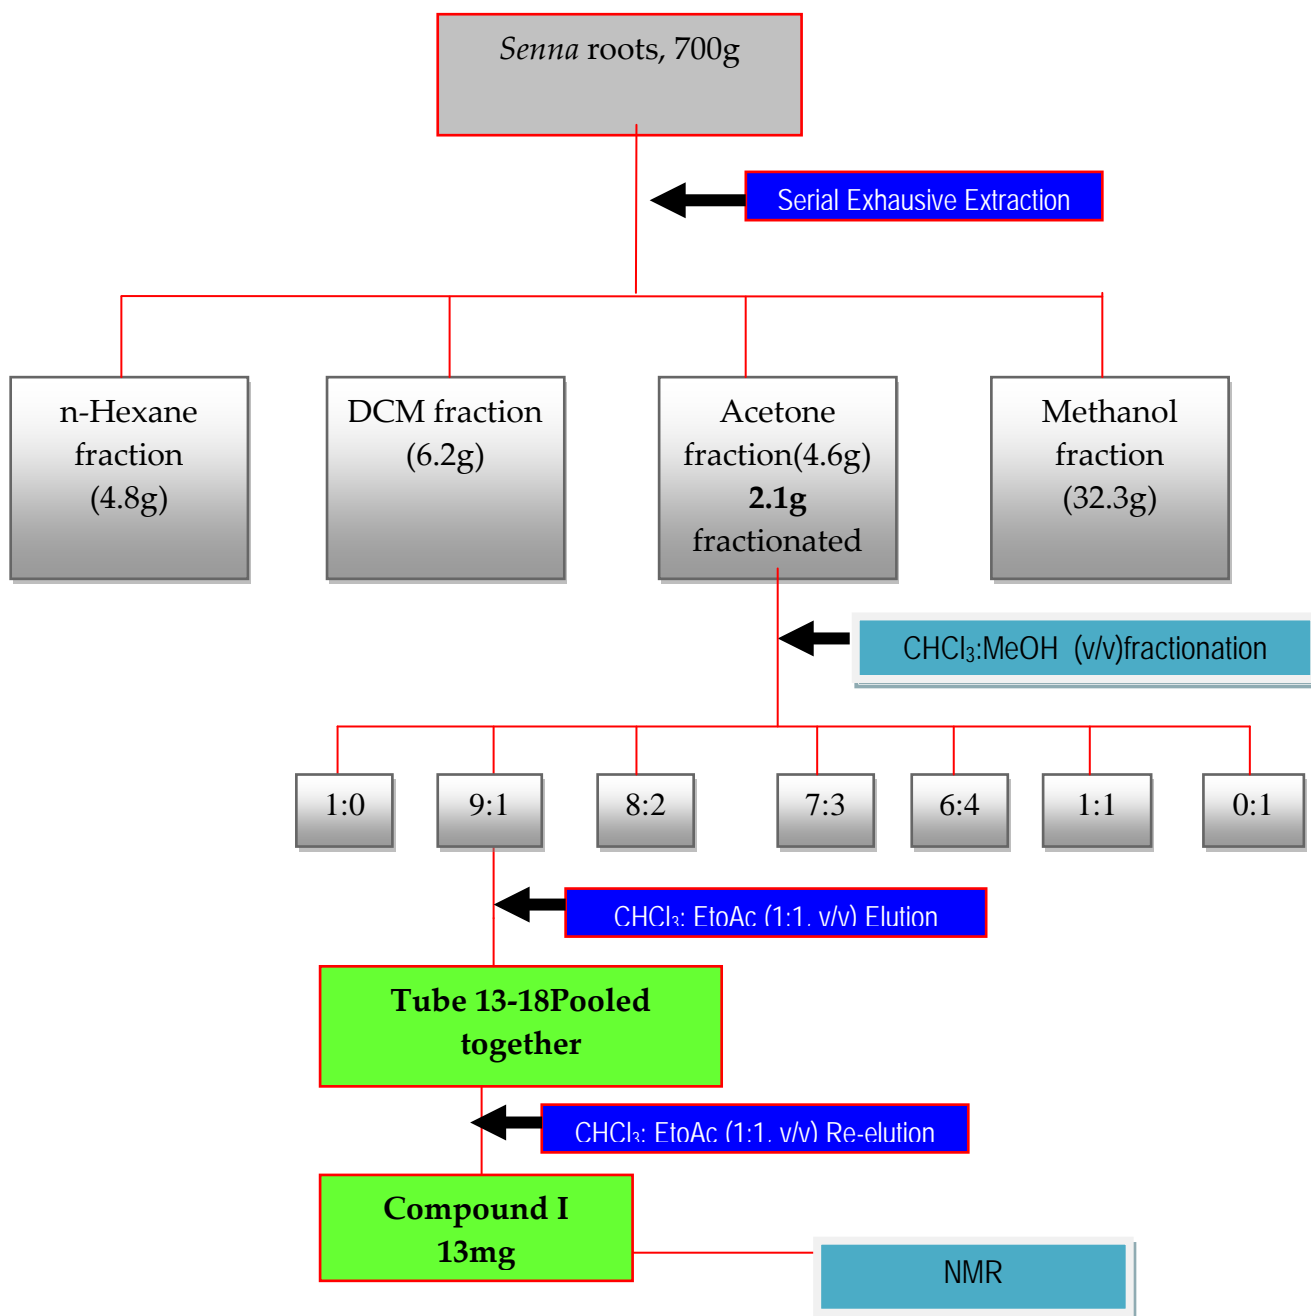 Senna roots, 700g
Serial Exhausive Extraction
n-Hexane
fraction
(4.8g)
DCM fraction
(6.2g)
Acetone
fraction(4.6g)
2.1g
fractionated
Methanol
fraction
(32.3g)
CHCl₃:MeOH (v/v)fractionation
1:0
9:1
8:2
7:3
6:4
1:1
0:1
CHCl₃: EtoAc (1:1, v/v) Elution
Tube 13-18Pooled
together
CHCl₃: EtoAc (1:1, v/v) Re-elution
Compound I
13mg
NMR